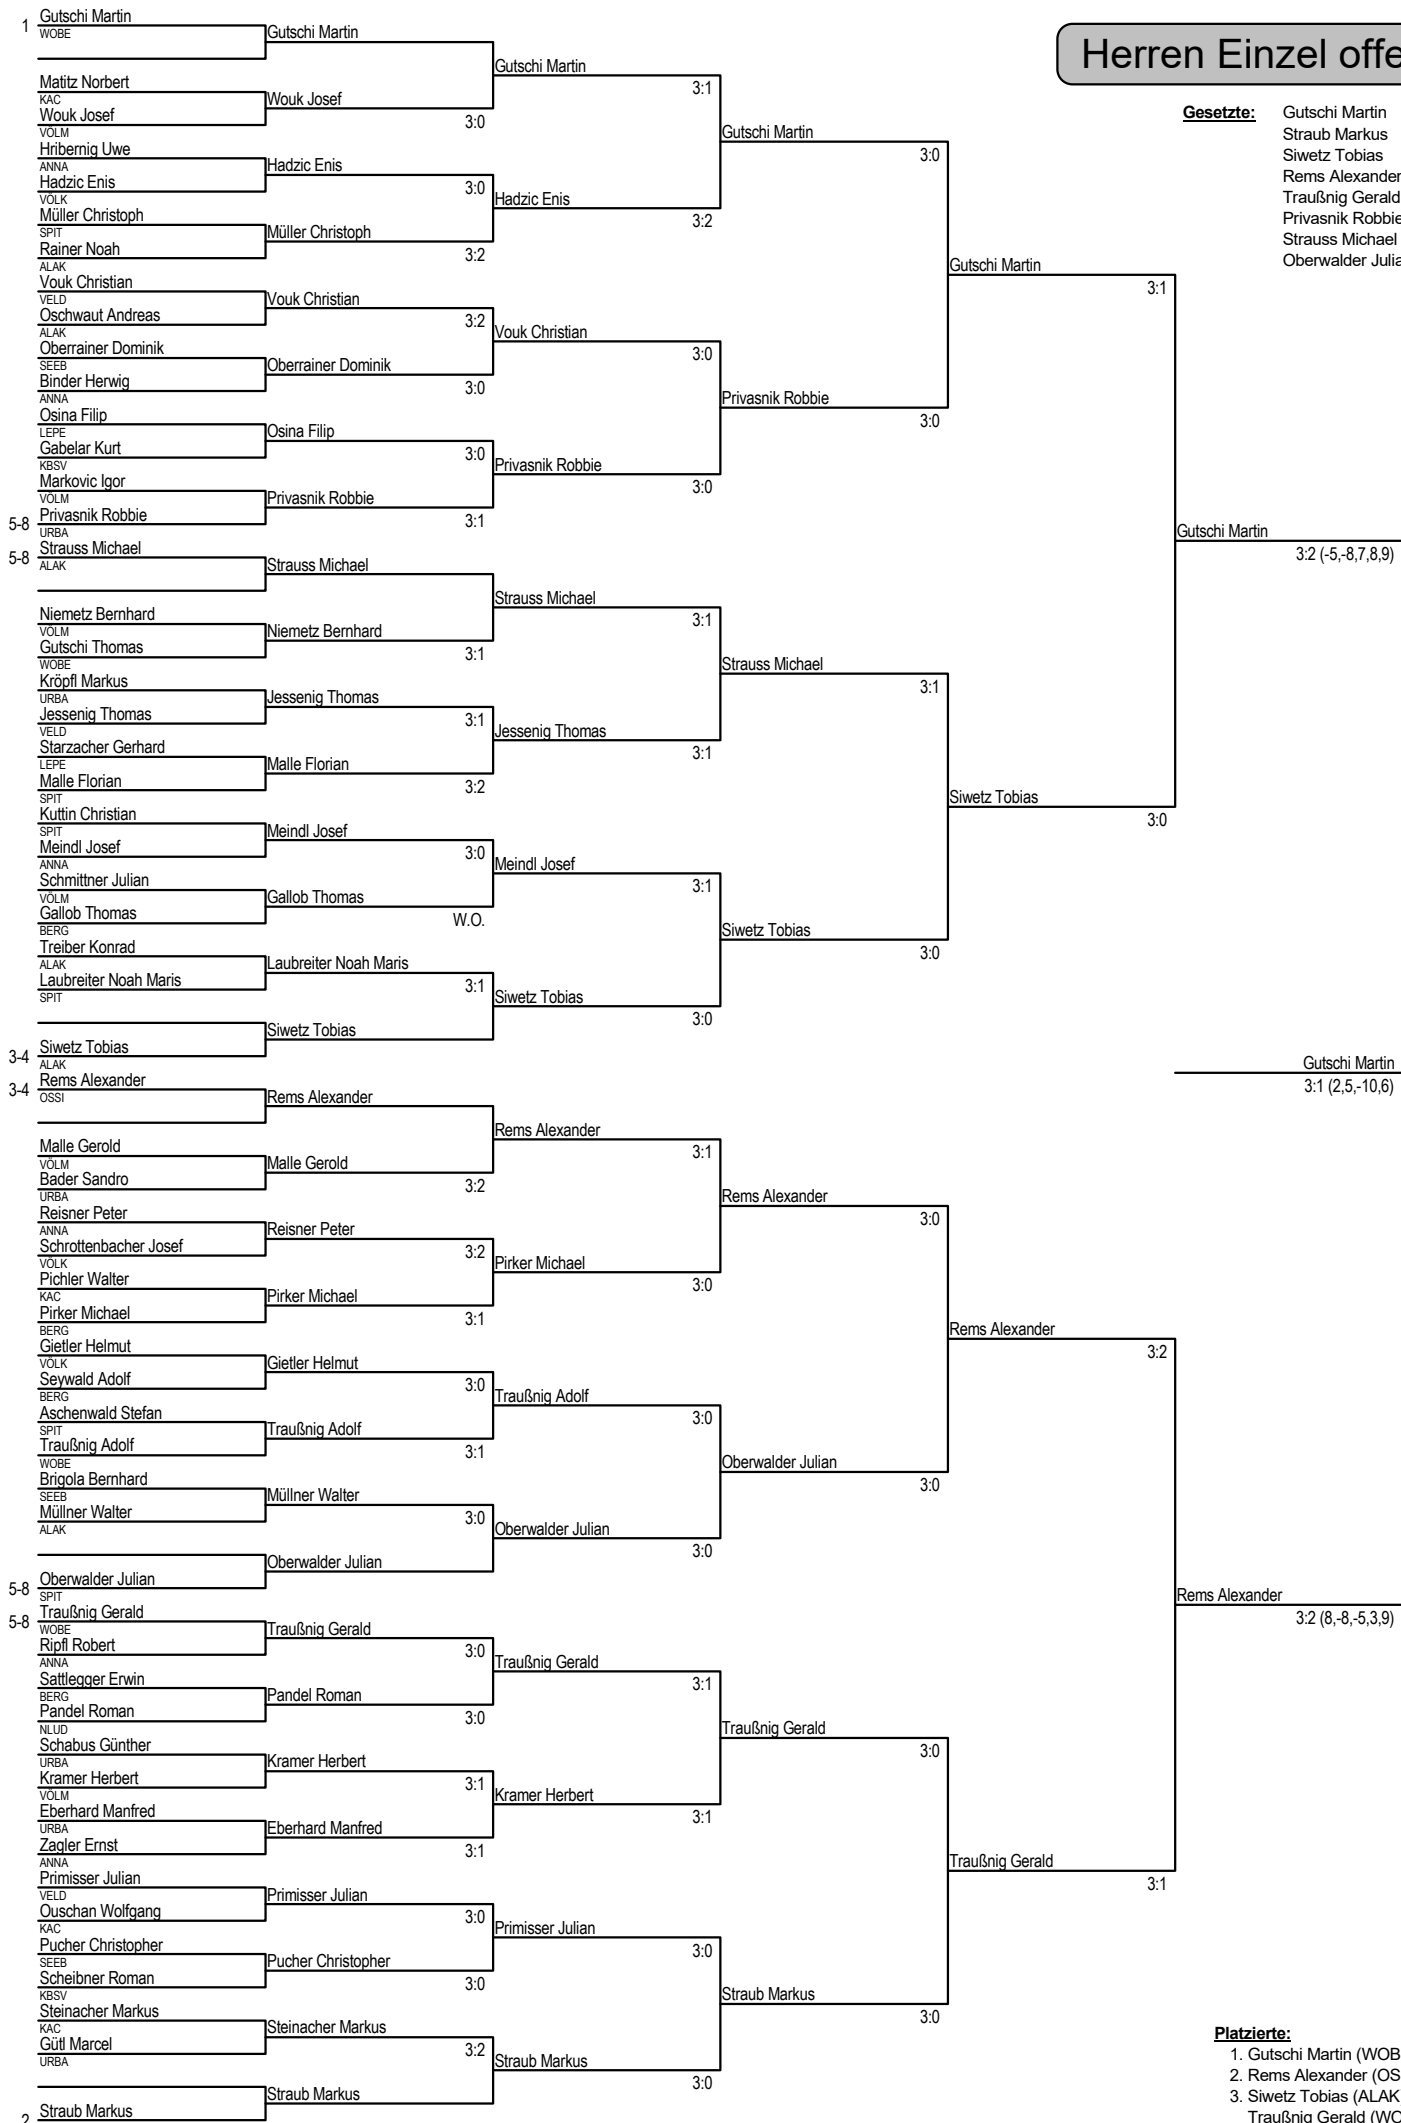 Herren Einzel offe
Gesetzte: Gutschi Martin
Straub Markus
Siwetz Tobias
Rems Alexander
Traußnig Gerald
Privasnik Robbie
Strauss Michael
Oberwalder Julia
1 Gutschi Martin
WOBE
Matitz Norbert
KAC
Wouk Josef
VÖLM
Hribernig Uwe
ANNA
Hadzic Enis
VÖLK
Müller Christoph
SPIT
Rainer Noah
ALAK
Vouk Christian
VELD
Oschwaut Andreas
ALAK
Oberrainer Dominik
SEEB
Binder Herwig
ANNA
Osina Filip
LEPE
Gabelar Kurt
KBSV
Markovic Igor
VÖLM
5-8 Privasnik Robbie
URBA
5-8 Strauss Michael
ALAK
Niemetz Bernhard
VÖLM
Gutschi Thomas
WOBE
Kröpfl Markus
URBA
Jessenig Thomas
VELD
Starzacher Gerhard
LEPE
Malle Florian
SPIT
Kuttin Christian
SPIT
Meindl Josef
ANNA
Schmittner Julian
VÖLM
Gallob Thomas
BERG
Treiber Konrad
ALAK
Laubreiter Noah Maris
SPIT
3-4 Siwetz Tobias
ALAK
3-4 Rems Alexander
OSSI
Malle Gerold
VÖLM
Bader Sandro
URBA
Reisner Peter
ANNA
Schrottenbacher Josef
VÖLK
Pichler Walter
KAC
Pirker Michael
BERG
Gietler Helmut
VÖLK
Seywald Adolf
BERG
Aschenwald Stefan
SPIT
Traußnig Adolf
WOBE
Brigola Bernhard
SEEB
Müllner Walter
ALAK
5-8 Oberwalder Julian
SPIT
5-8 Traußnig Gerald
WOBE
Ripfl Robert
ANNA
Sattlegger Erwin
BERG
Pandel Roman
NLUD
Schabus Günther
URBA
Kramer Herbert
VÖLM
Eberhard Manfred
URBA
Zagler Ernst
ANNA
Primisser Julian
VELD
Ouschan Wolfgang
KAC
Pucher Christopher
SEEB
Scheibner Roman
KBSV
Steinacher Markus
KAC
Gütl Marcel
URBA
2 Straub Markus
Gutschi Martin
Wouk Josef
3:0
Hadzic Enis
3:0
Müller Christoph
3:2
Vouk Christian
3:2
Oberrainer Dominik
3:0
Osina Filip
3:0
Privasnik Robbie
3:1
Strauss Michael
Niemetz Bernhard
3:1
Jessenig Thomas
3:1
Malle Florian
3:2
Meindl Josef
3:0
Gallob Thomas
W.O.
Laubreiter Noah Maris
3:1
Siwetz Tobias
Rems Alexander
Malle Gerold
3:2
Reisner Peter
3:2
Pirker Michael
3:1
Gietler Helmut
3:0
Traußnig Adolf
3:1
Müllner Walter
3:0
Oberwalder Julian
Traußnig Gerald
3:0
Pandel Roman
3:0
Kramer Herbert
3:1
Eberhard Manfred
3:1
Primisser Julian
3:0
Pucher Christopher
3:0
Steinacher Markus
3:2
Straub Markus
Gutschi Martin
3:1
Hadzic Enis
3:2
Vouk Christian
3:0
Privasnik Robbie
3:0
Strauss Michael
3:1
Jessenig Thomas
3:1
Meindl Josef
3:1
Siwetz Tobias
3:0
Rems Alexander
3:1
Pirker Michael
3:0
Traußnig Adolf
3:0
Oberwalder Julian
3:0
Traußnig Gerald
3:1
Kramer Herbert
3:1
Primisser Julian
3:0
Straub Markus
3:0
Gutschi Martin
3:0
Privasnik Robbie
3:0
Strauss Michael
3:1
Siwetz Tobias
3:0
Rems Alexander
3:0
Oberwalder Julian
3:0
Traußnig Gerald
3:0
Straub Markus
3:0
Gutschi Martin
3:1
Siwetz Tobias
3:0
Rems Alexander
3:2
Traußnig Gerald
3:1
Gutschi Martin
3:2 (-5,-8,7,8,9)
Rems Alexander
3:2 (8,-8,-5,3,9)
Gutschi Martin
3:1 (2,5,-10,6)
Platzierte:
1. Gutschi Martin (WOB
2. Rems Alexander (OS
3. Siwetz Tobias (ALAK
Traußnig Gerald (WO